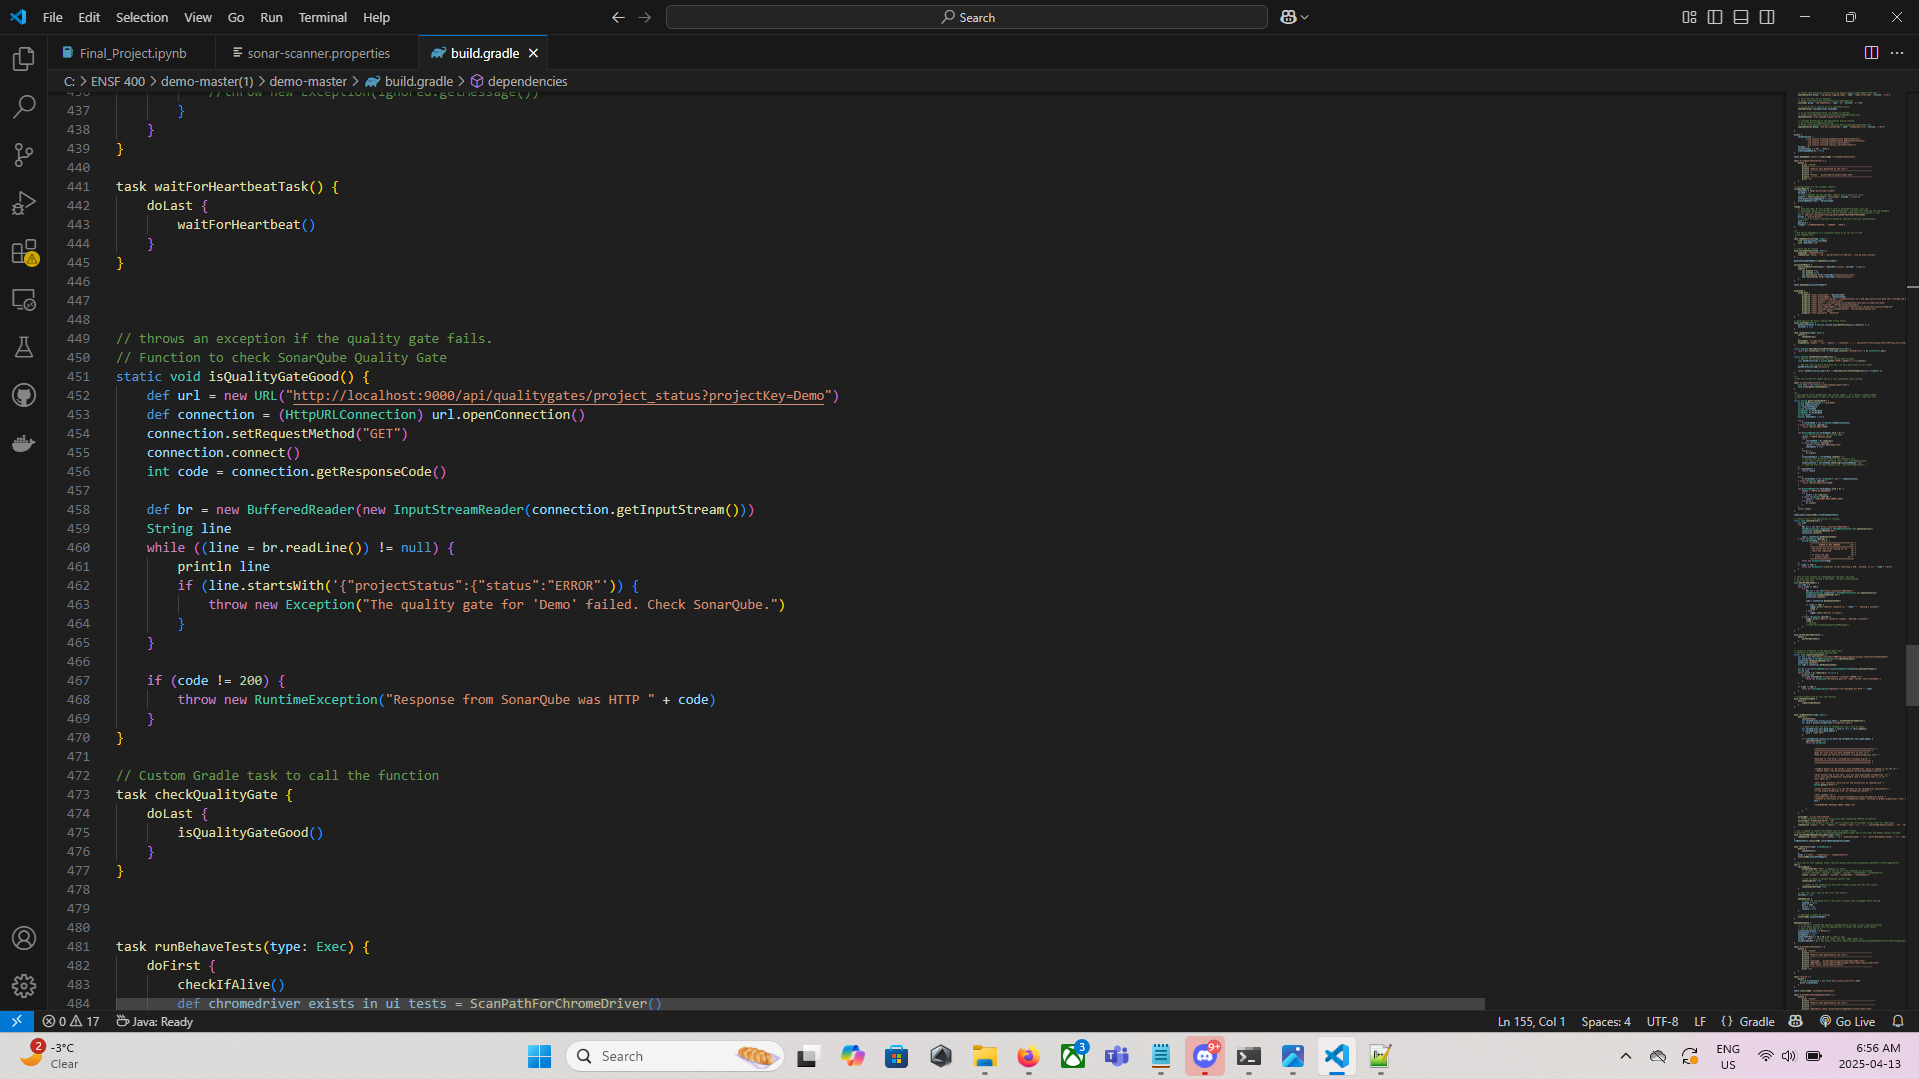 File Edit Selection View Go Run Terminal Help
Search
Final_Project.ipynb sonar-scanner.properties build.gradle
C: > ENSF 400 > demo-master(1) > demo-master > build.gradle > dependencies
436 //throw new Exception(ignored.getMessage())
437 }
438 }
439 }
440
441 task waitForHeartbeatTask() {
442 doLast {
443 waitForHeartbeat()
444 }
445 }
446
447
448
449 // throws an exception if the quality gate fails.
450 // Function to check SonarQube Quality Gate
451 static void isQualityGateGood() {
452 def url = new URL("http://localhost:9000/api/qualitygates/project_status?projectKey=Demo")
453 def connection = (HttpURLConnection) url.openConnection()
454 connection.setRequestMethod("GET")
455 connection.connect()
456 int code = connection.getResponseCode()
457
458 def br = new BufferedReader(new InputStreamReader(connection.getInputStream()))
459 String line
460 while ((line = br.readLine()) != null) {
461 println line
462 if (line.startsWith('{"projectStatus":{"status":"ERROR"')) {
463 throw new Exception("The quality gate for 'Demo' failed. Check SonarQube.")
464 }
465 }
466
467 if (code != 200) {
468 throw new RuntimeException("Response from SonarQube was HTTP " + code)
469 }
470 }
471
472 // Custom Gradle task to call the function
473 task checkQualityGate {
474 doLast {
475 isQualityGateGood()
476 }
477 }
478
479
480
481 task runBehaveTests(type: Exec) {
482 doFirst {
483 checkIfAlive()
484 def chromedriver_exists_in_ui_tests = ScanPathForChromeDriver()
0 17 Java: Ready
Ln 155, Col 1 Spaces: 4 UTF-8 LF {} Gradle Go Live
2 -3°C
Clear
Search
3
9+
ENG
US
6:56 AM
2025-04-13